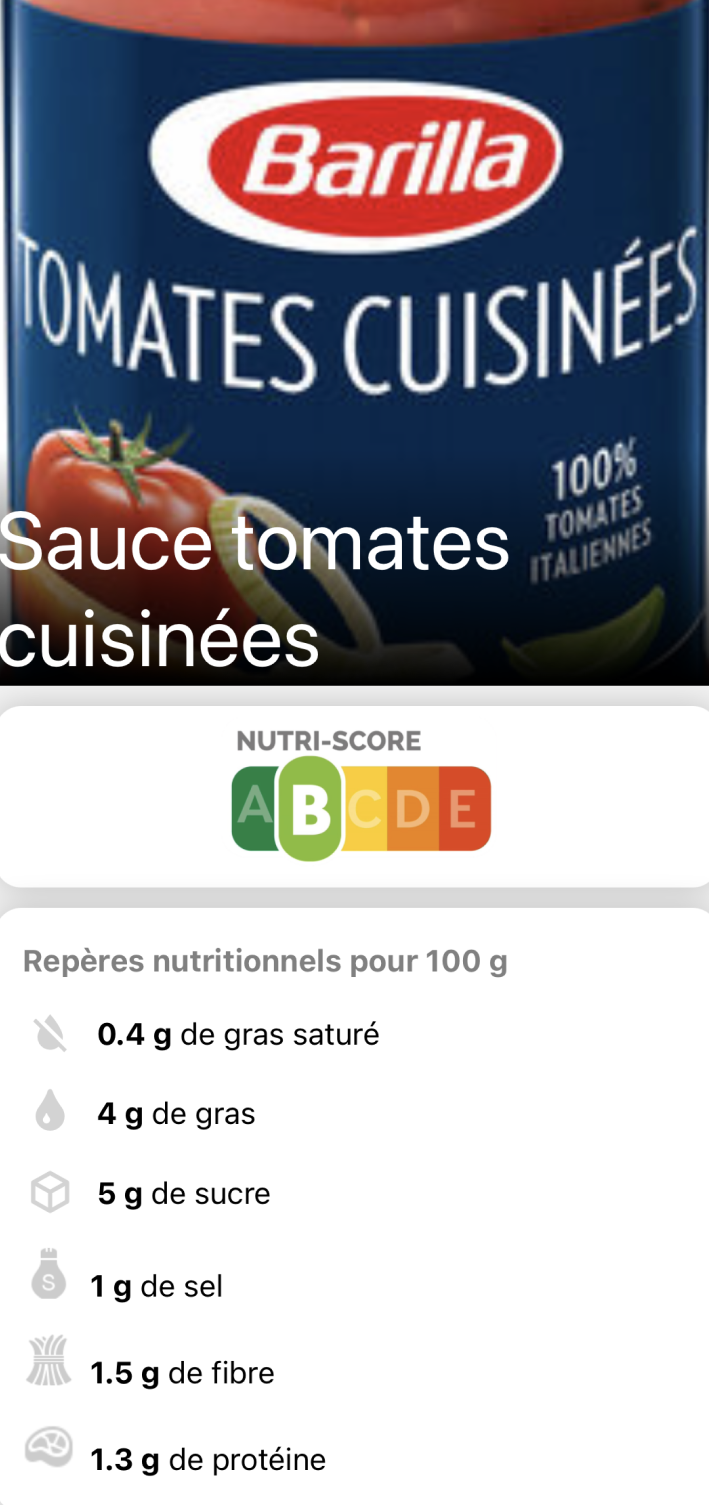 Barilla
TOMATES CUISINÉES
100%
TOMATES
ITALIENNES
Sauce tomates
cuisinées
NUTRI-SCORE
A B C D E
Repères nutritionnels pour 100 g
0.4 g de gras saturé
4 g de gras
5 g de sucre
S
1 g de sel
1.5 g de fibre
1.3 g de protéine